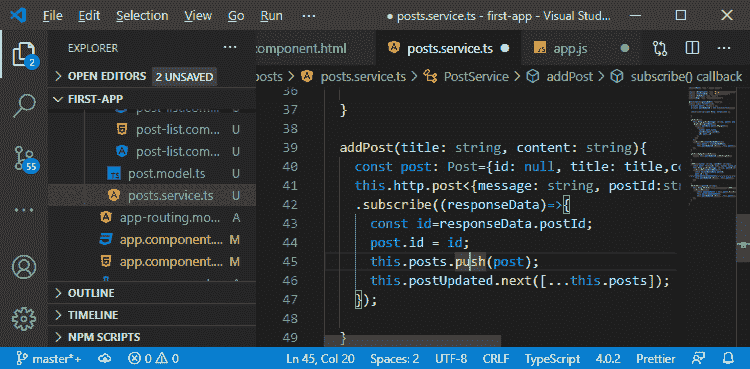 File Edit View Go Run ··· posts.service.ts - first-app - Visual Stud...
EXPLORER ···
OPEN EDITORS 2 UNSAVED
FIRST-APP
post-list.com... U
post-list.com... U
post.model.ts U
posts.service.ts U
app-routing.mo... A
app.component.... M
app.component.... M
OUTLINE
TIMELINE
NPM SCRIPTS
2
55
component.html posts.service.ts app.js
posts > posts.service.ts > PostService > addPost > subscribe() callback
36
37 }
38
39 addPost(title: string, content: string){
40 const post: Post={id: null, title: title,co
41 this.http.post<{message: string, postId:str
42 .subscribe((responseData)=>{
43 const id=responseData.postId;
44 post.id = id;
45 this.posts.push(post);
46 this.postUpdated.next([...this.posts]);
47 });
48
49 }
master*+ 0 0 Ln 45, Col 20 Spaces: 2 UTF-8 CRLF TypeScript 4.0.2 Prettier